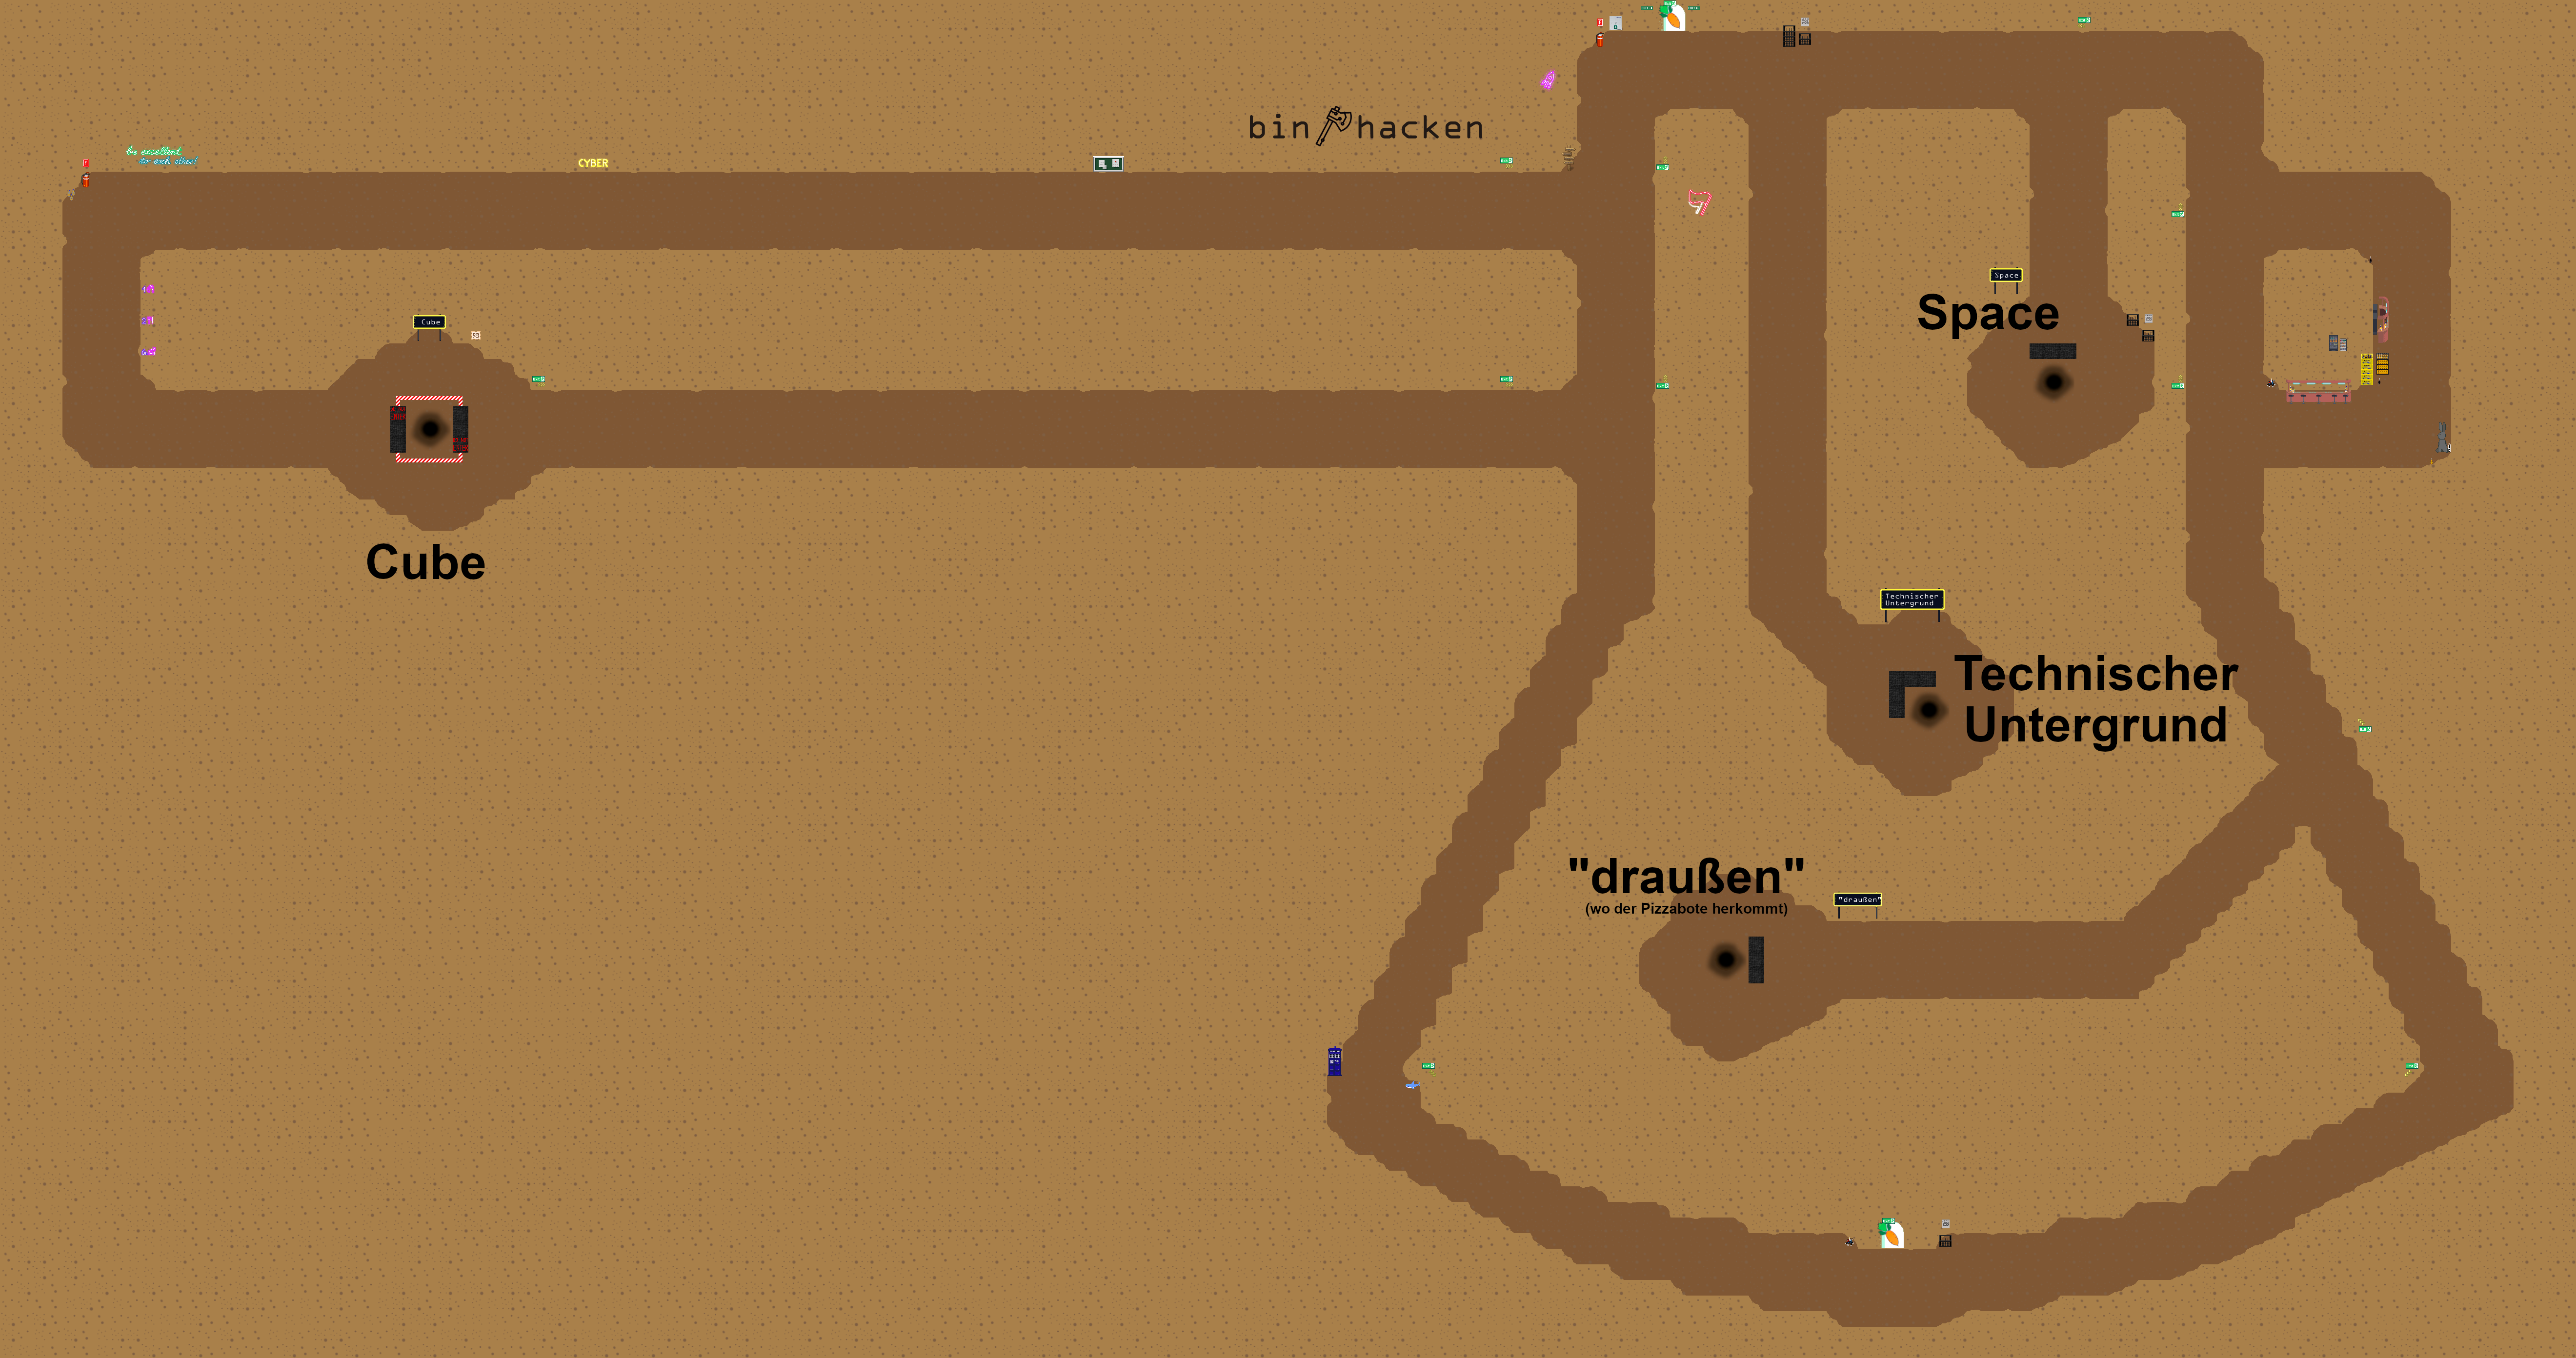 bin hacken
be excellent
to each other!
CYBER
Space
Space
Cube
Cube
Technischer
Untergrund
Technischer
Untergrund
"draußen"
(wo der Pizzabote herkommt)
"draußen"